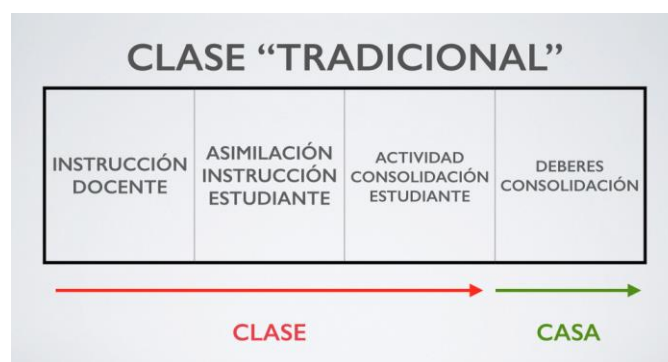 CLASE “TRADICIONAL”
INSTRUCCIÓN
DOCENTE
ASIMILACIÓN
INSTRUCCIÓN
ESTUDIANTE
ACTIVIDAD
CONSOLIDACIÓN
ESTUDIANTE
DEBERES
CONSOLIDACIÓN
CLASE
CASA